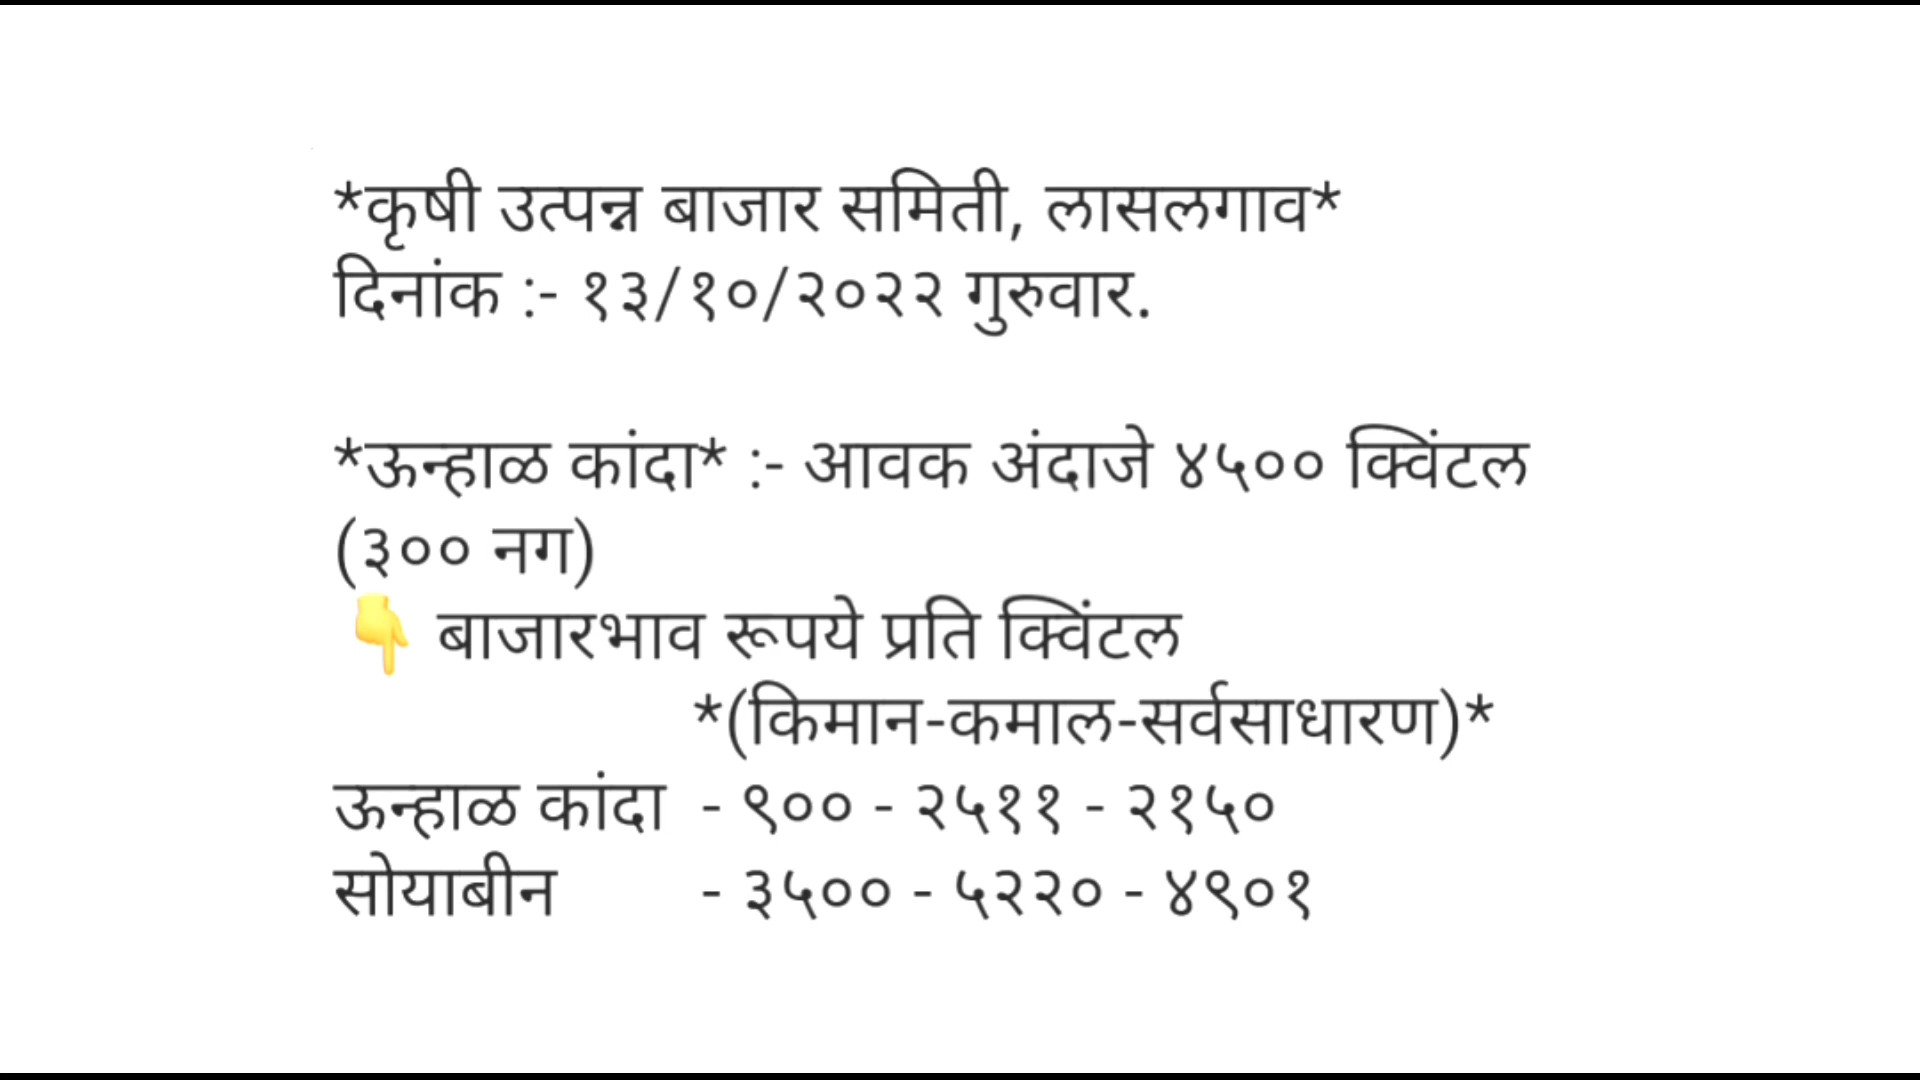 *कृषी उत्पन्न बाजार समिती, लासलगाव*
दिनांक :- १३/१०/२०२२ गुरुवार.
*ऊन्हाळ कांदा* :- आवक अंदाजे ४५०० क्विंटल
(३०० नग)
👇 बाजारभाव रूपये प्रति क्विंटल
*(किमान-कमाल-सर्वसाधारण)*
ऊन्हाळ कांदा - ९०० - २५११ - २१५०
सोयाबीन - ३५०० - ५२२० - ४९०१